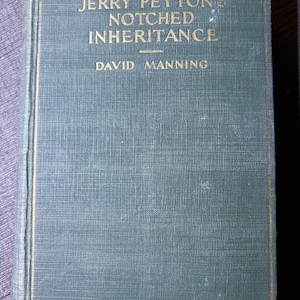 JERRY PEYTON'S
NOTCHED
INHERITANCE
DAVID MANNING